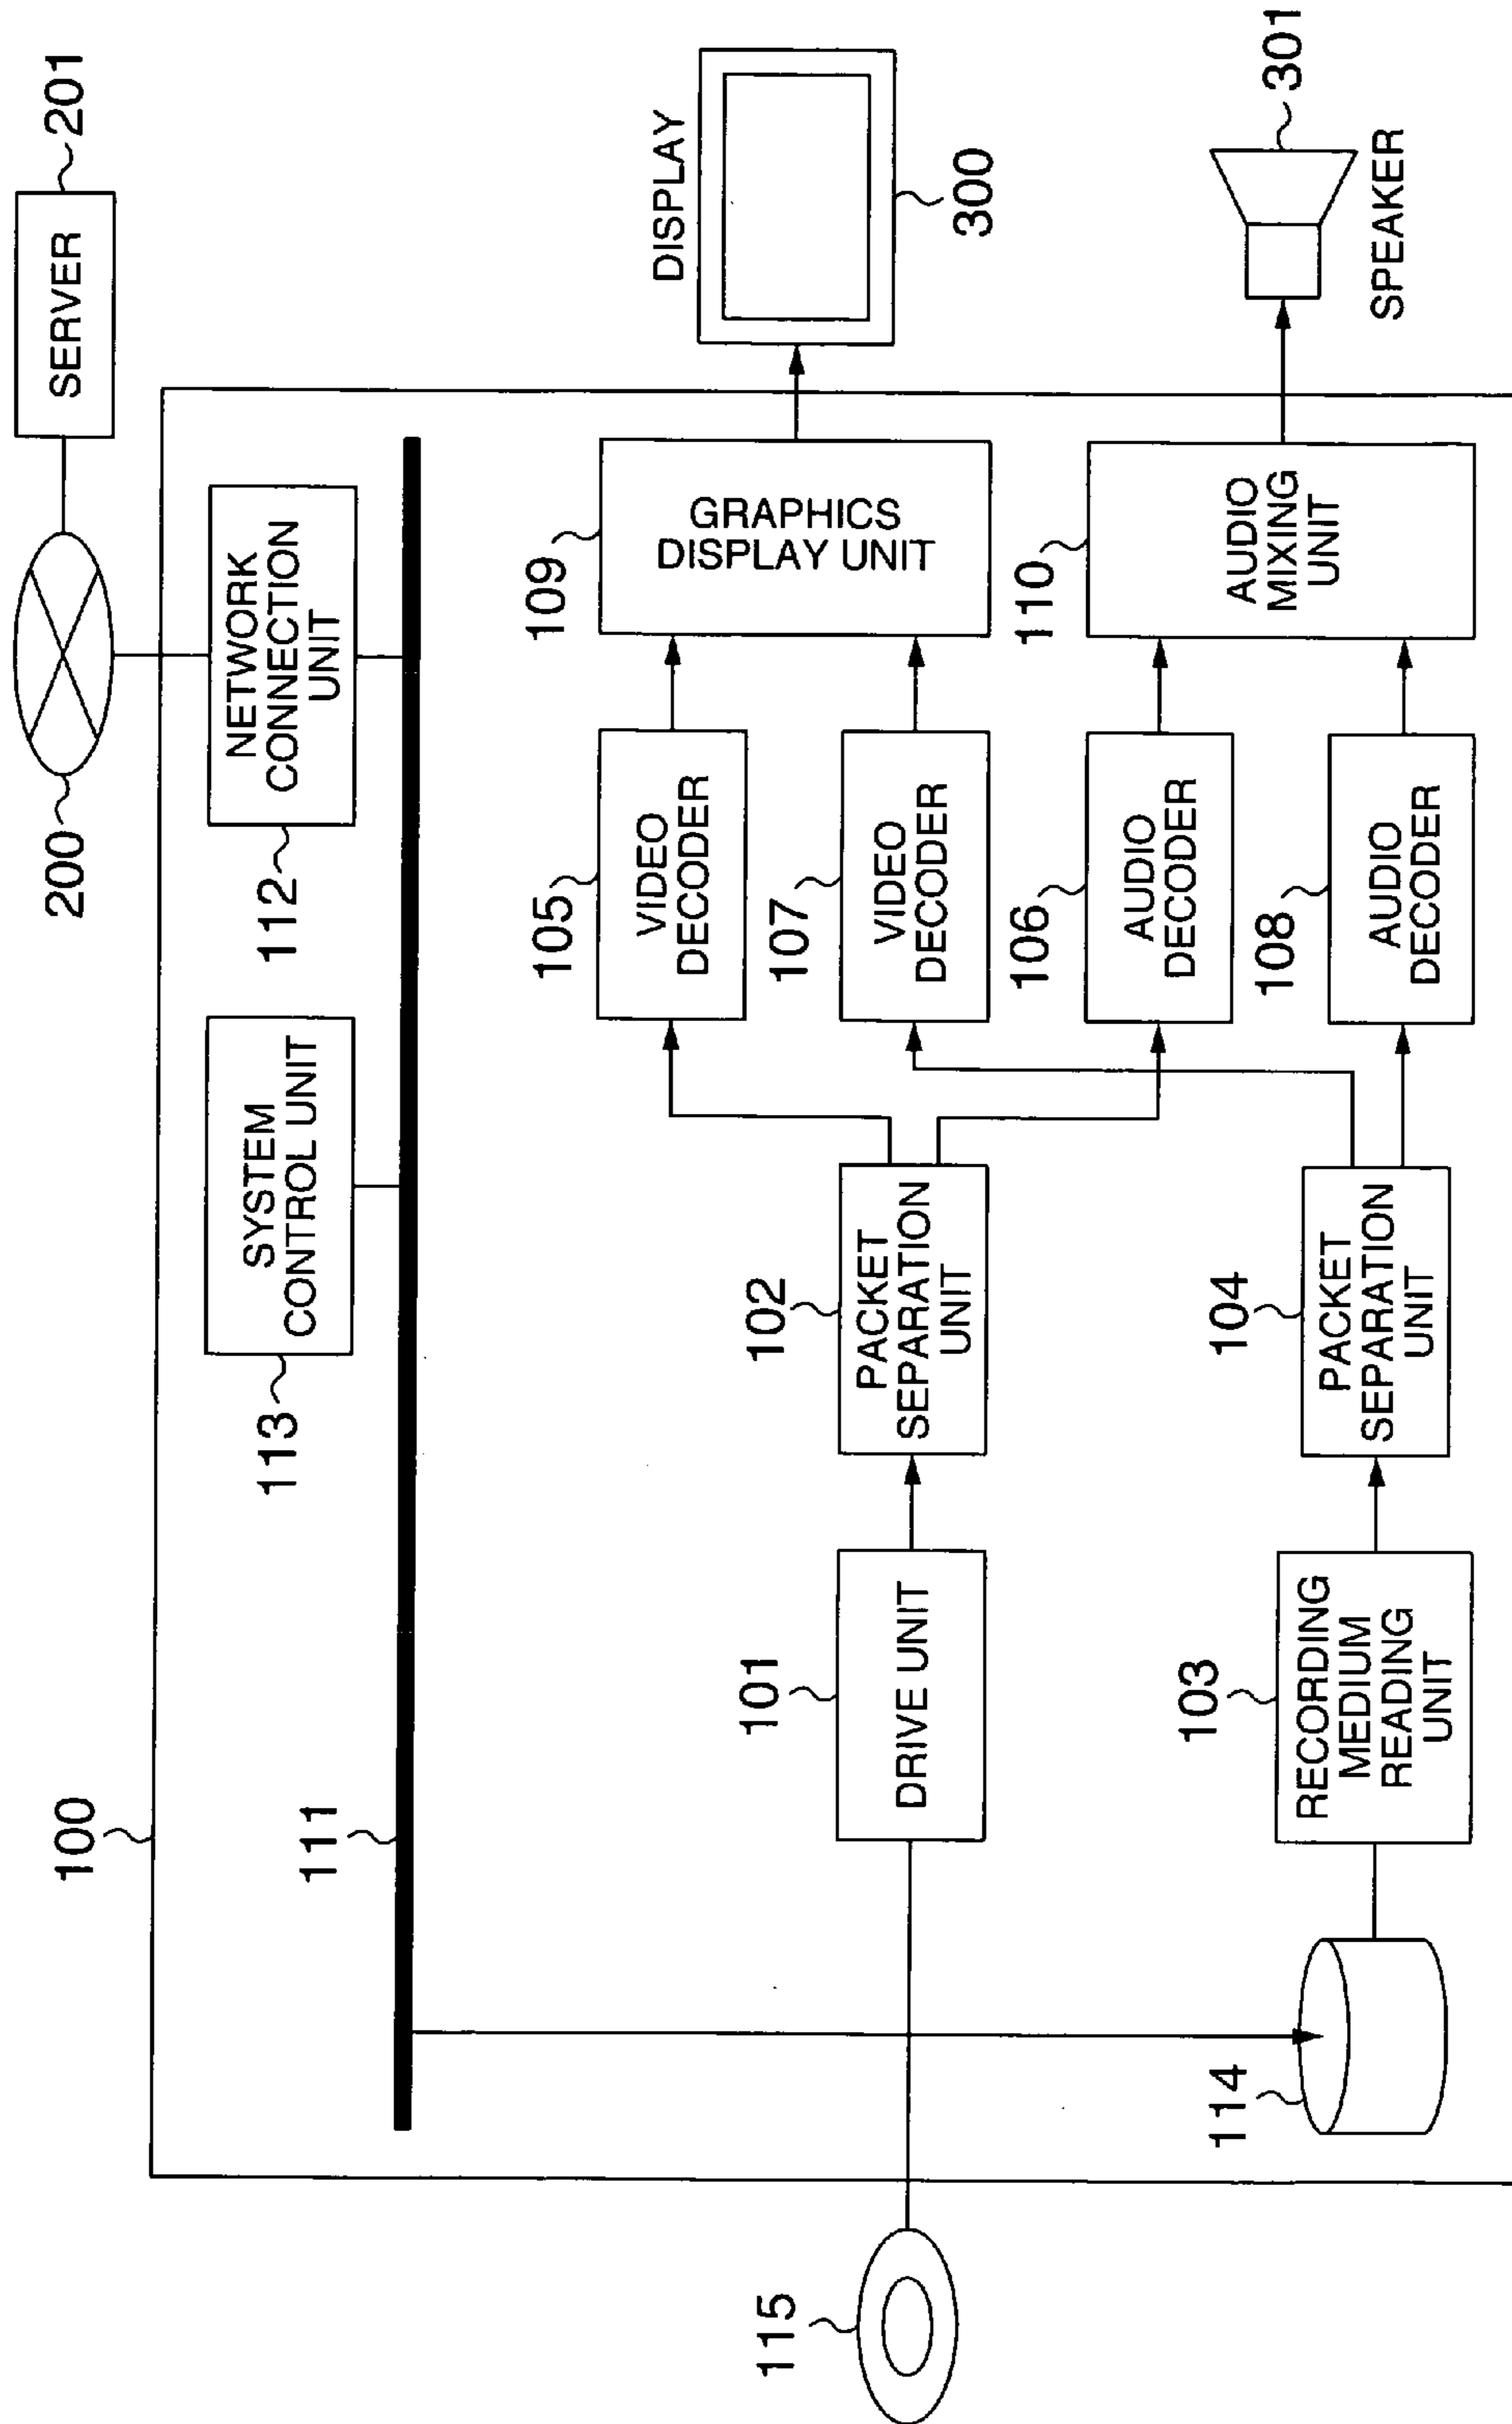 200
SERVER
201
100
113
SYSTEM
CONTROL UNIT
112
NETWORK
CONNECTION
UNIT
111
115
101
DRIVE UNIT
102
PACKET
SEPARATION
UNIT
105
VIDEO
DECODER
107
VIDEO
DECODER
109
GRAPHICS
DISPLAY UNIT
DISPLAY
300
114
103
RECORDING
MEDIUM
READING
UNIT
104
PACKET
SEPARATION
UNIT
106
AUDIO
DECODER
108
AUDIO
DECODER
110
AUDIO
MIXING
UNIT
301
SPEAKER